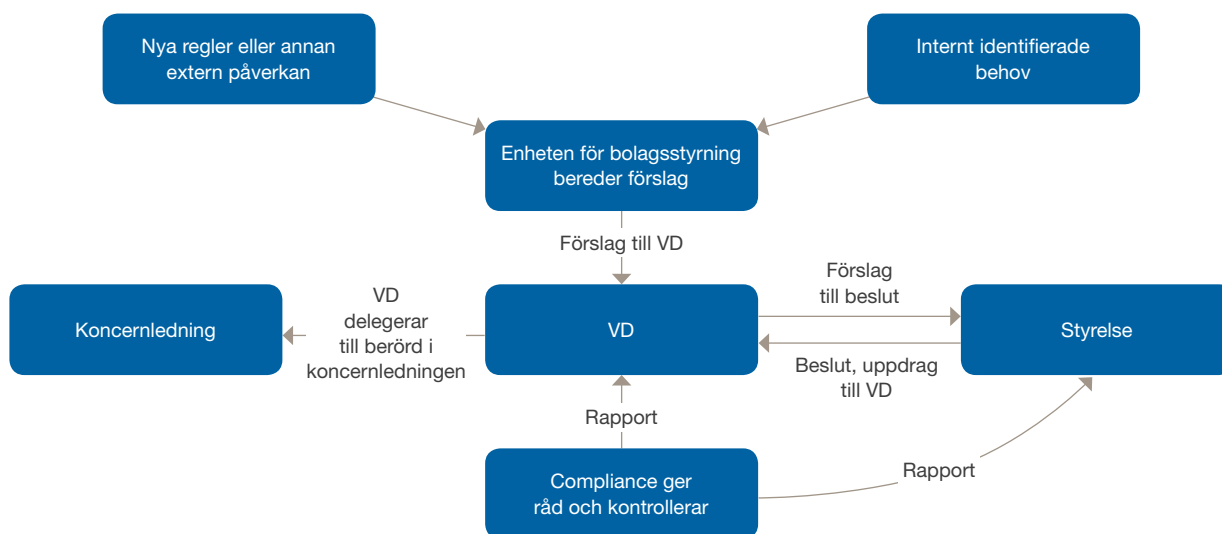 Nya regler eller annan
extern påverkan
Internt identifierade
behov
Enheten för bolagsstyrning
bereder förslag
Förslag till VD
Koncernledning
VD
delegerar
till berörd i
koncernledningen
VD
Förslag
till beslut
Beslut, uppdrag
till VD
Styrelse
Rapport
Compliance ger
råd och kontrollerar
Rapport